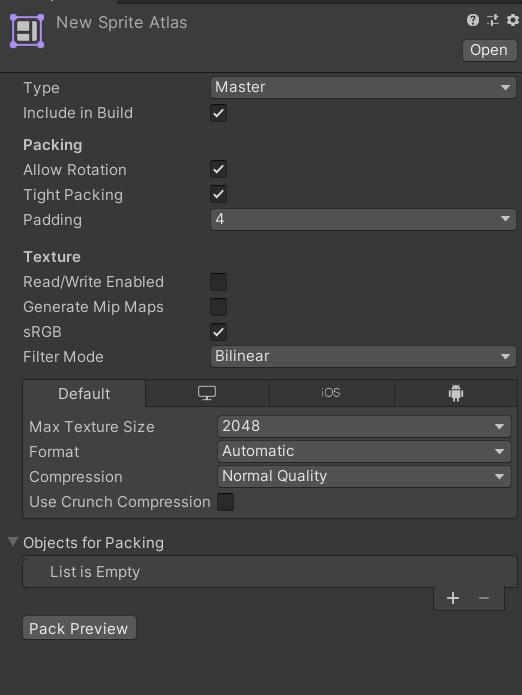 New Sprite Atlas
Open
Type Master
Include in Build
Packing
Allow Rotation
Tight Packing
Padding 4
Texture
Read/Write Enabled
Generate Mip Maps
sRGB
Filter Mode Bilinear
Default iOS
Max Texture Size 2048
Format Automatic
Compression Normal Quality
Use Crunch Compression
Objects for Packing
List is Empty
+ −
Pack Preview